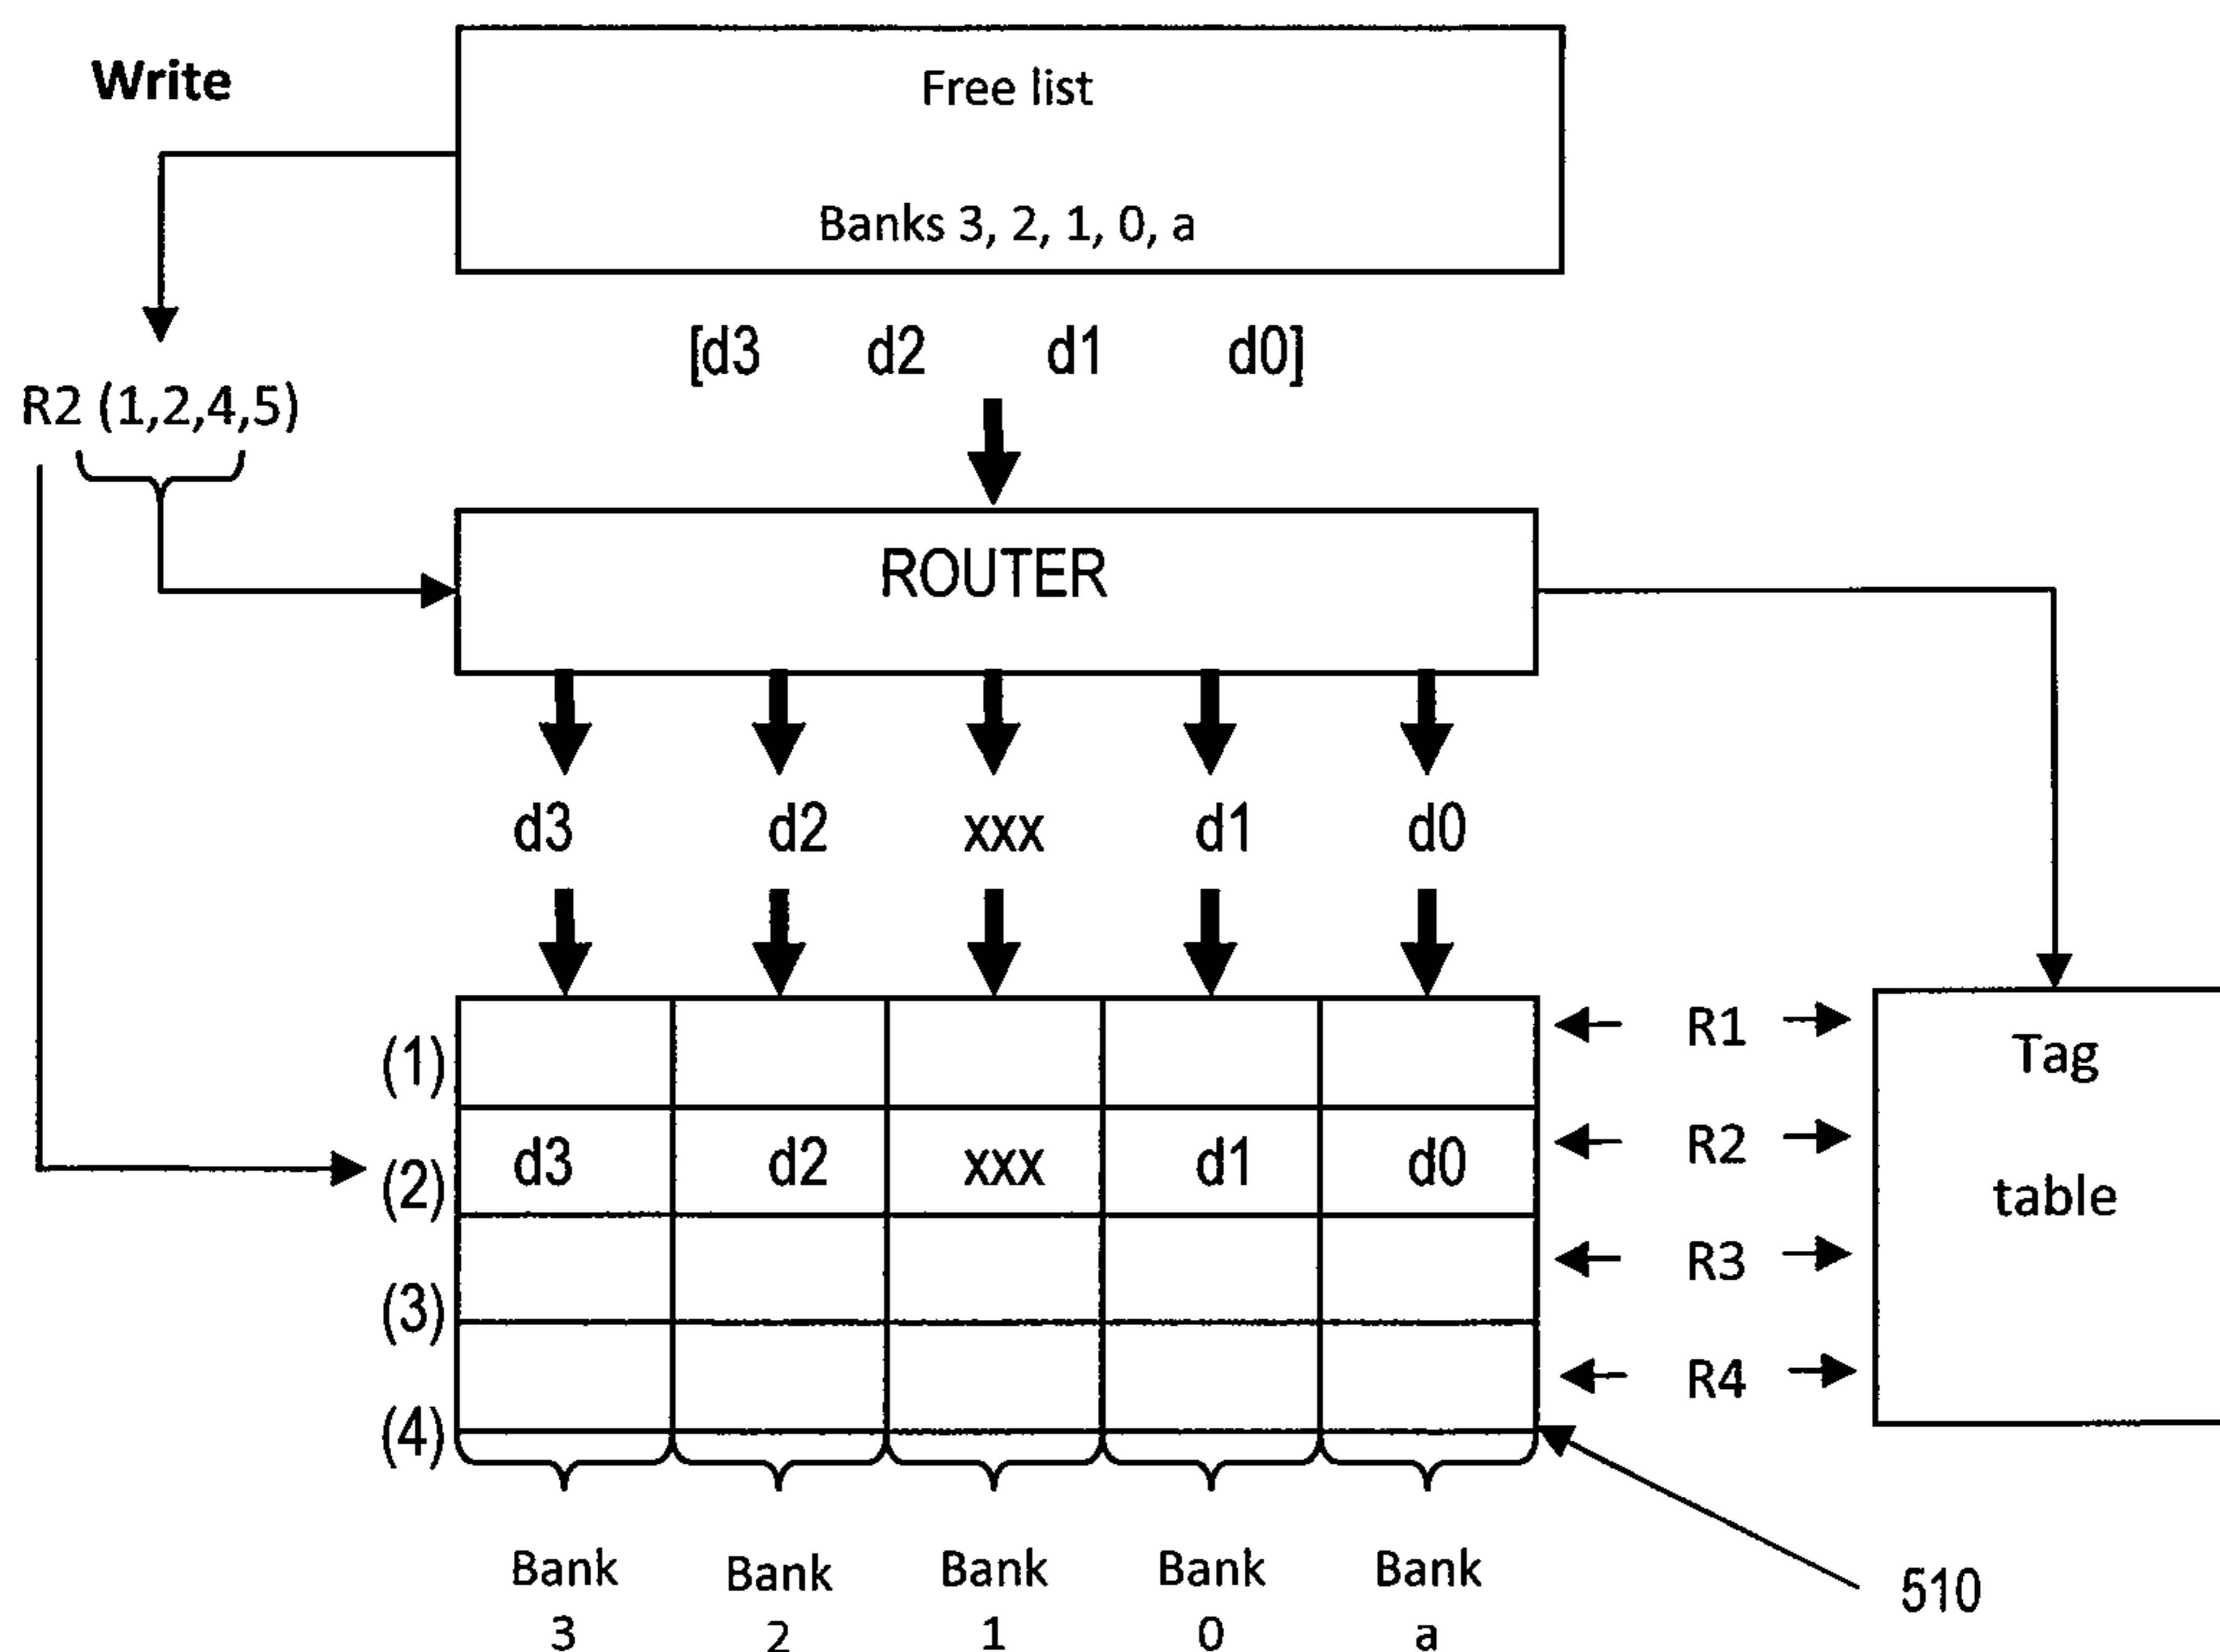 Write
Free list
Banks 3, 2, 1, 0, a
[d3 d2 d1 d0]
R2 (1,2,4,5)
ROUTER
d3 d2 xxx d1 d0
(1) R1
Tag
(2) d3 d2 xxx d1 d0 R2
table
(3) R3
(4) R4
Bank Bank Bank Bank Bank
3 2 1 0 a
510